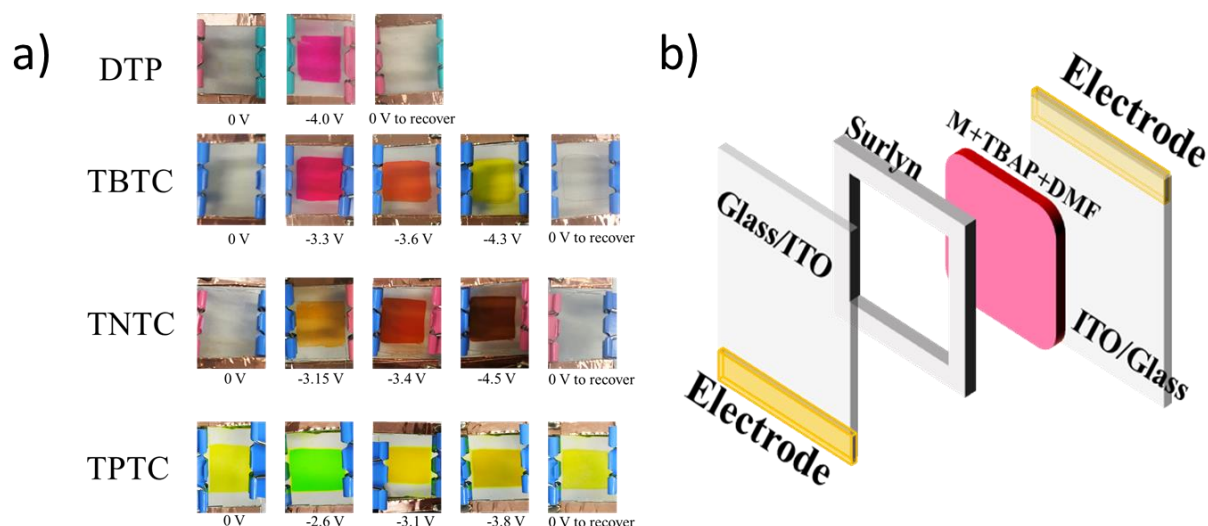 a)
DTP
0 V -4.0 V 0 V to recover
TBTC
0 V -3.3 V -3.6 V -4.3 V 0 V to recover
TNTC
0 V -3.15 V -3.4 V -4.5 V 0 V to recover
TPTC
0 V -2.6 V -3.1 V -3.8 V 0 V to recover
b)
Electrode
M+TBAP+DMF
Surlyn
Glass/ITO
ITO/Glass
Electrode